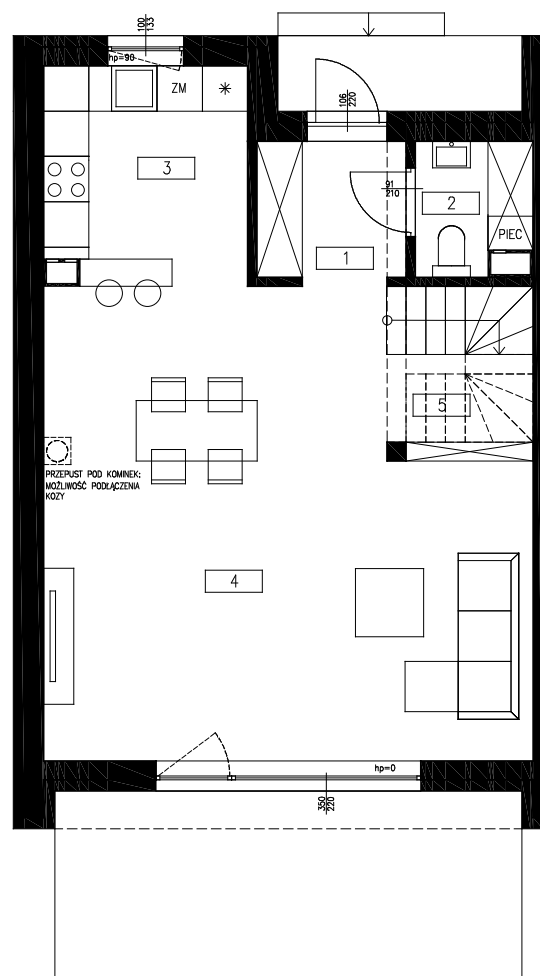 100
133
hp=90
ZM
106
220
3
91
210
2
PIEC
1
5
PRZEPUST POD KOMINEK;
MOŻLIWOŚĆ PODŁĄCZENIA
KOZY
4
hp=0
350
220